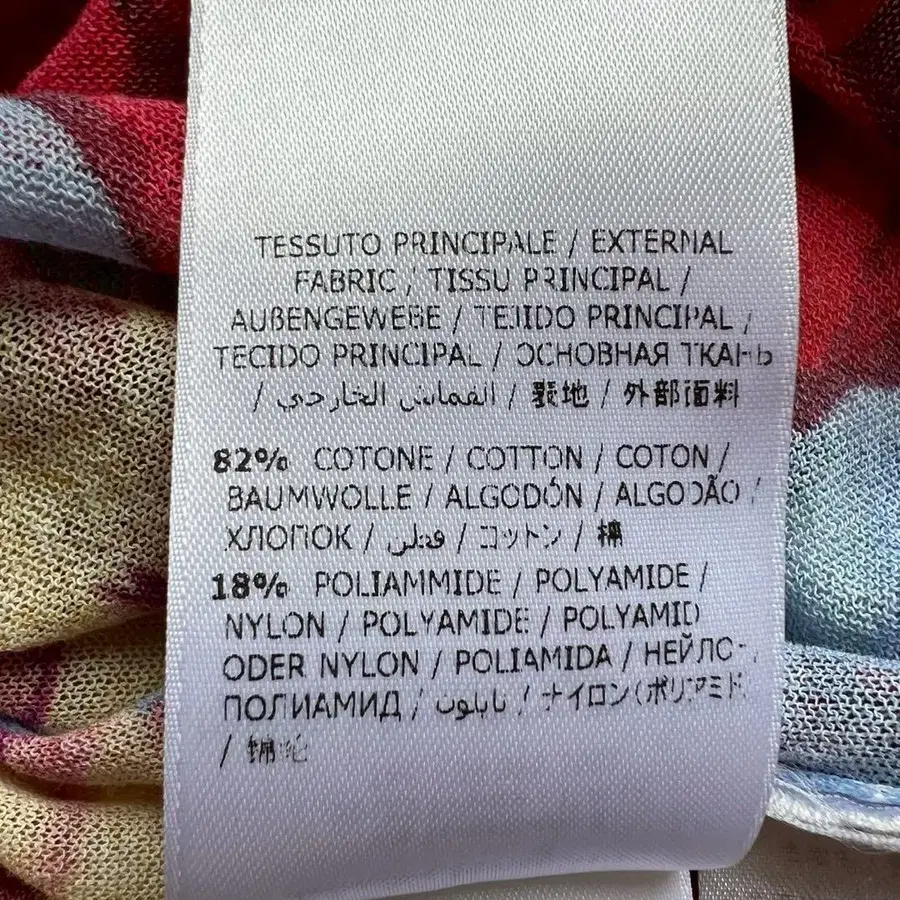 TESSUTO PRINCIPALE / EXTERNAL
FABRIC / TISSU PRINCIPAL /
AUßENGEWEBE / TEJIDO PRINCIPAL /
TECIDO PRINCIPAL / ОСНОВНАЯ ТКАНЬ
/ القماش الخارجي / 表地 / 外部面料
82% COTONE / COTTON / COTON /
BAUMWOLLE / ALGODÓN / ALGODÃO /
ХЛОПОК / قطن / コットン / 棉
18% POLIAMMIDE / POLYAMIDE /
NYLON / POLYAMIDE / POLYAMID
ODER NYLON / POLIAMIDA / НЕЙЛО-
ПОЛИАМИД / نايلون / ナイロン(ポリアミド
/ 锦纶